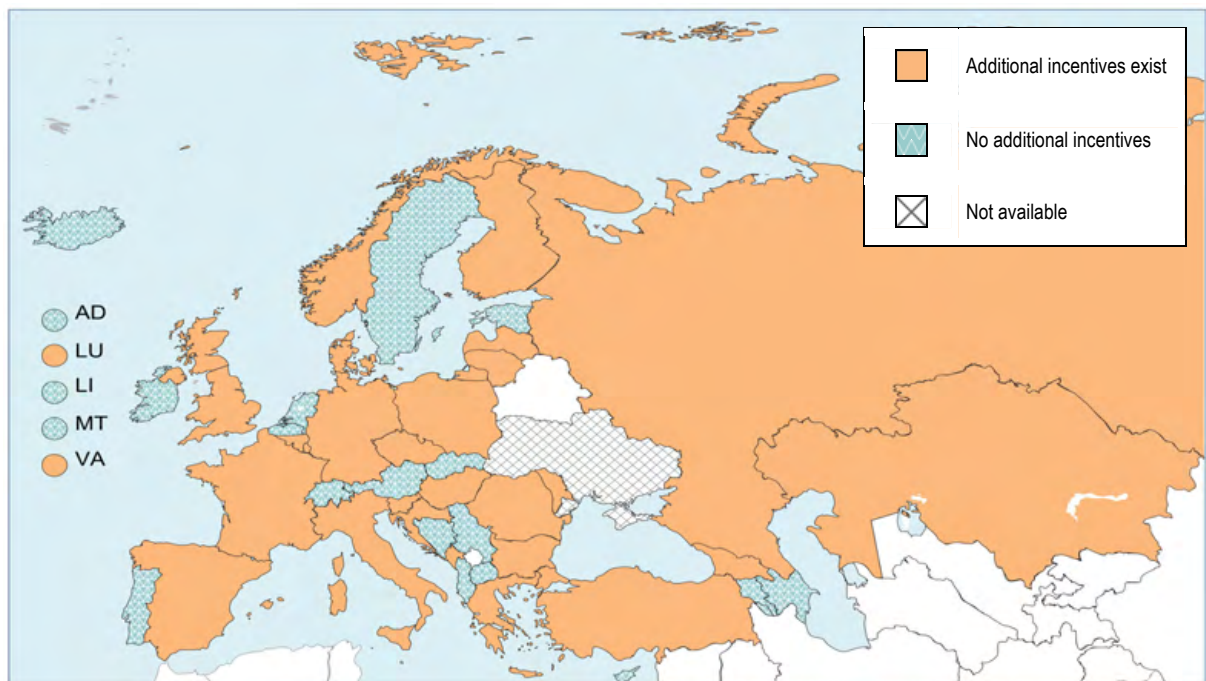 Additional incentives exist
No additional incentives
Not available
AD
LU
LI
MT
VA